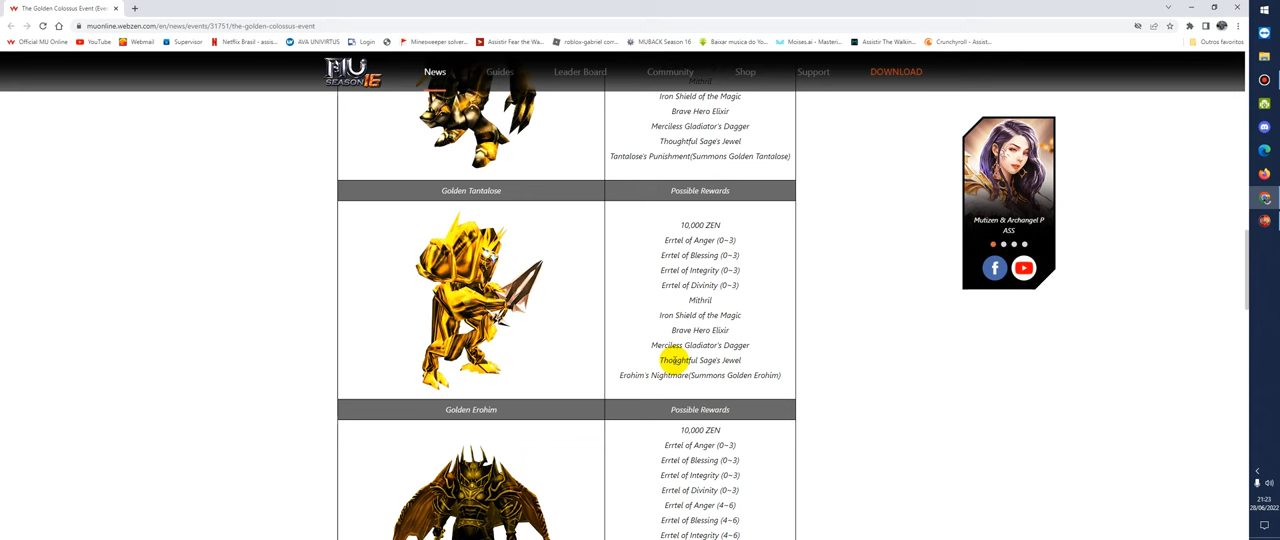 The Golden Colossus Event (Eve
muonline.webzen.com/en/news/events/31751/the-golden-colossus-event
Official MU Online
YouTube
Webmail
Supervisor
Netflix Brasil - assis...
AVA UNIVIRTUS
Login
Minesweeper solver...
Assistir Fear the Wa...
roblox-gabriel corr...
MUBACK Season 16
Baixar musica do Yo...
Moises.ai - Masteri...
Assistir The Walkin...
Crunchyroll - Assist...
Outros favoritos
MU
SEASON 16
News
Guides
Leader Board
Community
Shop
Support
DOWNLOAD
Mithril
Iron Shield of the Magic
Brave Hero Elixir
Merciless Gladiator's Dagger
Thoughtful Sage's Jewel
Tantalose's Punishment(Summons Golden Tantalose)
Golden Tantalose
Possible Rewards
10,000 ZEN
Errtel of Anger (0~3)
Errtel of Blessing (0~3)
Errtel of Integrity (0~3)
Errtel of Divinity (0~3)
Mithril
Iron Shield of the Magic
Brave Hero Elixir
Merciless Gladiator's Dagger
Thoughtful Sage's Jewel
Erohim's Nightmare(Summons Golden Erohim)
Golden Erohim
Possible Rewards
10,000 ZEN
Errtel of Anger (0~3)
Errtel of Blessing (0~3)
Errtel of Integrity (0~3)
Errtel of Divinity (0~3)
Errtel of Anger (4~6)
Errtel of Blessing (4~6)
Errtel of Integrity (4~6)
Mutizen & Archangel P
ASS
21:23
28/06/2022